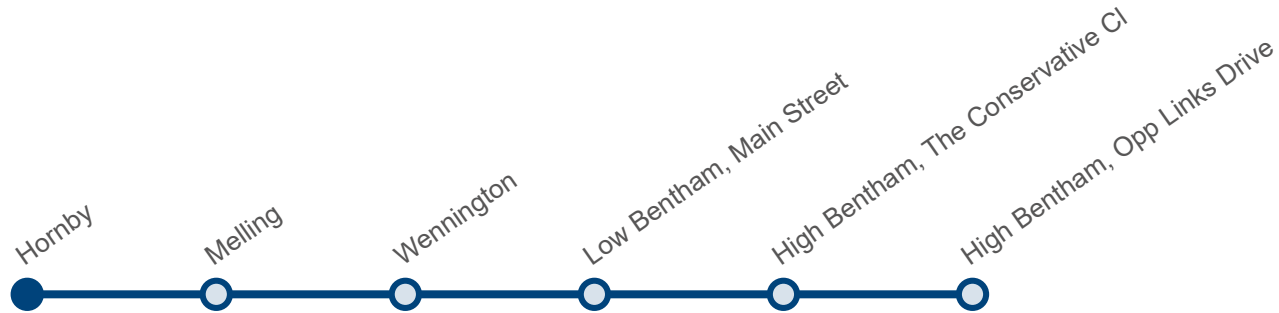 Hornby
Melling
Wennington
Low Bentham, Main Street
High Bentham, The Conservative Cl
High Bentham, Opp Links Drive